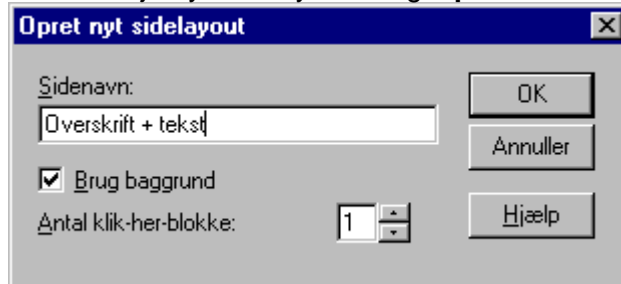 Opret nyt sidelayout
Sidenavn:
Overskrift + tekst
Brug baggrund
Antal klik-her-blokke: 1
OK
Annuller
Hjælp